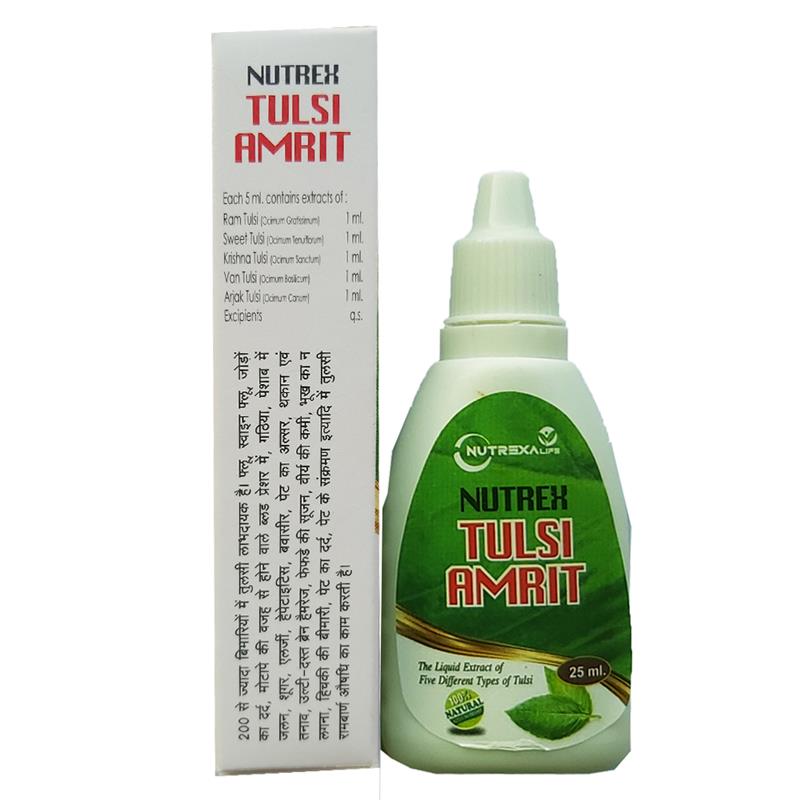 NUTREX
TULSI
AMRIT
Each 5 ml. contains extracts of :
Ram Tulsi (Ocimum Gratissimum) 1 ml.
Sweet Tulsi (Ocimum Tenuiflorum) 1 ml.
Krishna Tulsi (Ocimum Sanctum) 1 ml.
Van Tulsi (Ocimum Basilicum) 1 ml.
Arjak Tulsi (Ocimum Canum) 1 ml.
Excipients q.s.
200 से ज्यादा बिमारियों में तुलसी लाभदायक है। फ्लू, स्वाइन फ्लू, जोड़ों
का दर्द, मोटापे की वजह से होने वाले ब्लड प्रेशर में, गठिया, पेशाब में
जलन, शूगर, एलर्जी, हेपेटाइटिस, बवासीर, पेट का अल्सर, थकान एवं
तनाव, उल्टी-दस्त ब्रेन हैमरेज, फेफडे की सूजन, वीर्य की कमी, भूख का न
लगना, हिचकी की बीमारी, पेट का दर्द, पेट के संक्रमण इत्यादि में तुलसी
रामबार्ण औषधि का काम करती है।
NUTREXA LIFE
NUTREX
TULSI
AMRIT
The Liquid Extract of
Five Different Types of Tulsi
25 ml.
100%
NATURAL